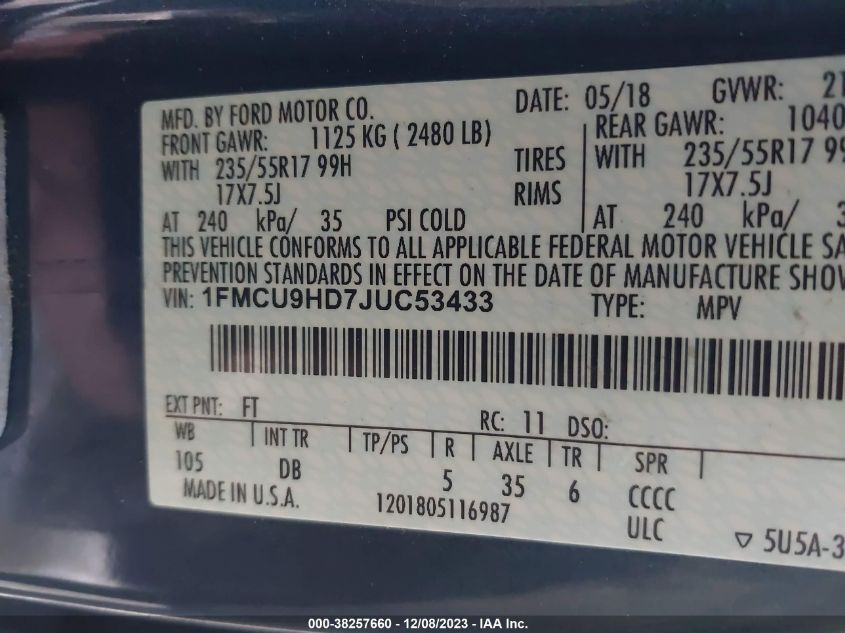 MFD. BY FORD MOTOR CO. DATE: 05/18 GVWR: 21
FRONT GAWR: 1125 KG ( 2480 LB) REAR GAWR: 1040
WITH 235/55R17 99H TIRES WITH 235/55R17 99
17X7.5J RIMS 17X7.5J
AT 240 kPa/ 35 PSI COLD AT 240 kPa/ 3
THIS VEHICLE CONFORMS TO ALL APPLICABLE FEDERAL MOTOR VEHICLE SA
PREVENTION STANDARDS IN EFFECT ON THE DATE OF MANUFACTURE SHOW
VIN: 1FMCU9HD7JUC53433 TYPE: MPV
EXT PNT: FT RC: 11 DSO:
WB INT TR TP/PS R AXLE TR SPR
105 DB 5 35 6 CCCC
MADE IN U.S.A. 1201805116987 ULC ▽ 5U5A-3
000-38257660 - 12/08/2023 - IAA Inc.